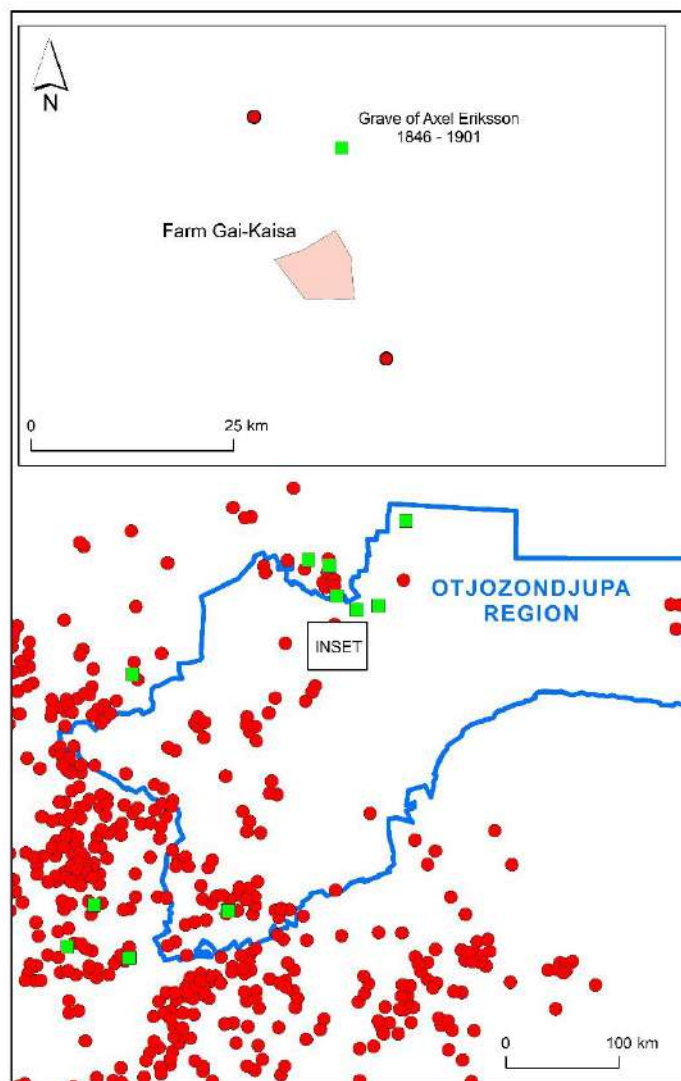 N
Grave of Axel Eriksson
1846 - 1901
Farm Gai-Kaisa
0
25 km
OTJOZONDJUPA
REGION
INSET
0
100 km